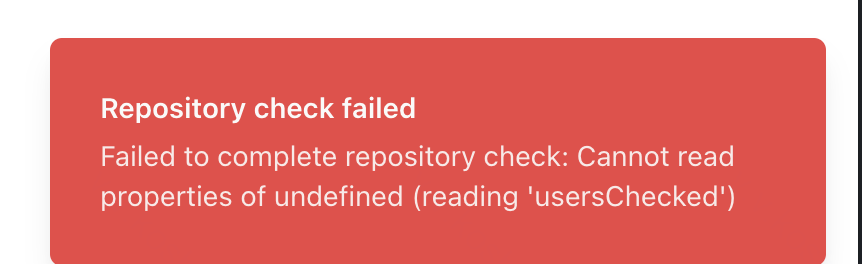 Repository check failed
Failed to complete repository check: Cannot read
properties of undefined (reading 'usersChecked')